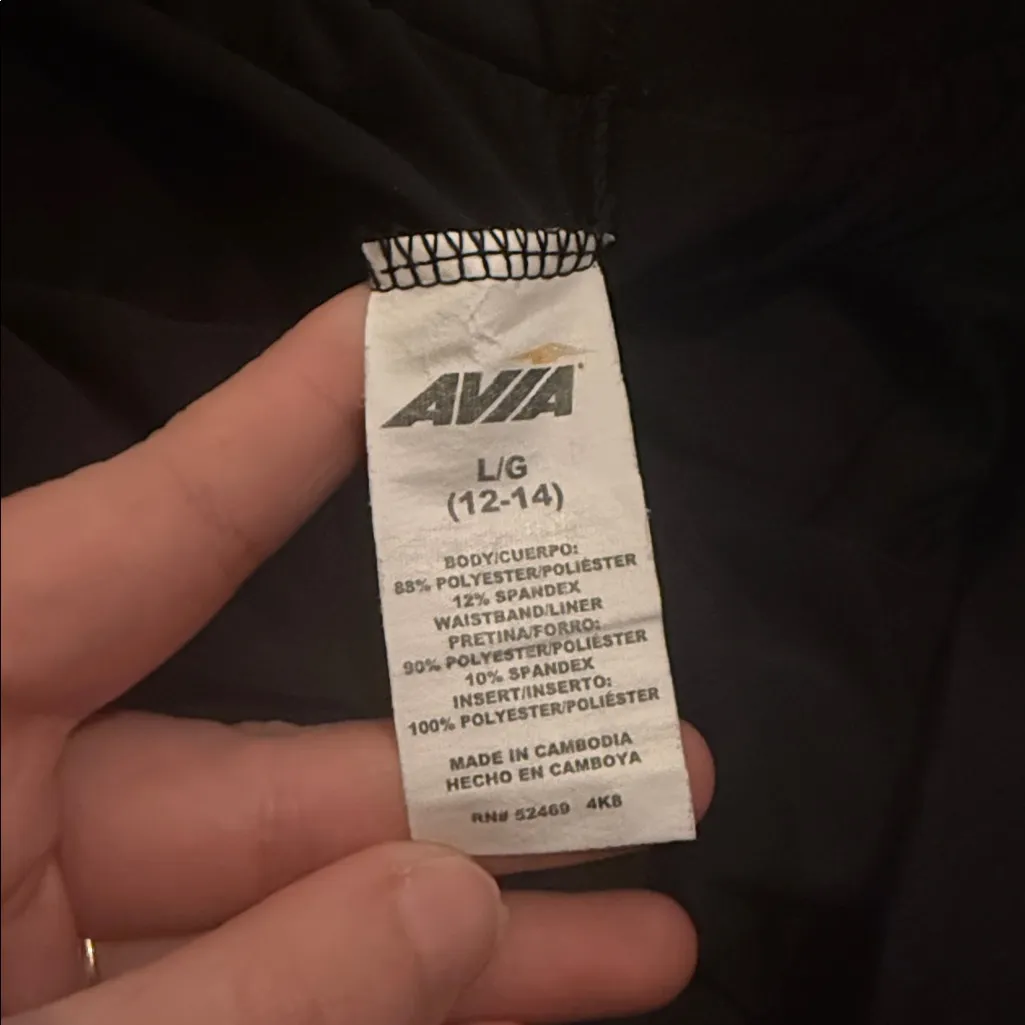 AVIA
L/G
(12-14)
BODY/CUERPO:
88% POLYESTER/POLIÉSTER
12% SPANDEX
WAISTBAND/LINER
PRETINA/FORRO:
90% POLYESTER/POLIÉSTER
10% SPANDEX
INSERT/INSERTO:
100% POLYESTER/POLIÉSTER
MADE IN CAMBODIA
HECHO EN CAMBOYA
RN# 52469 4K8